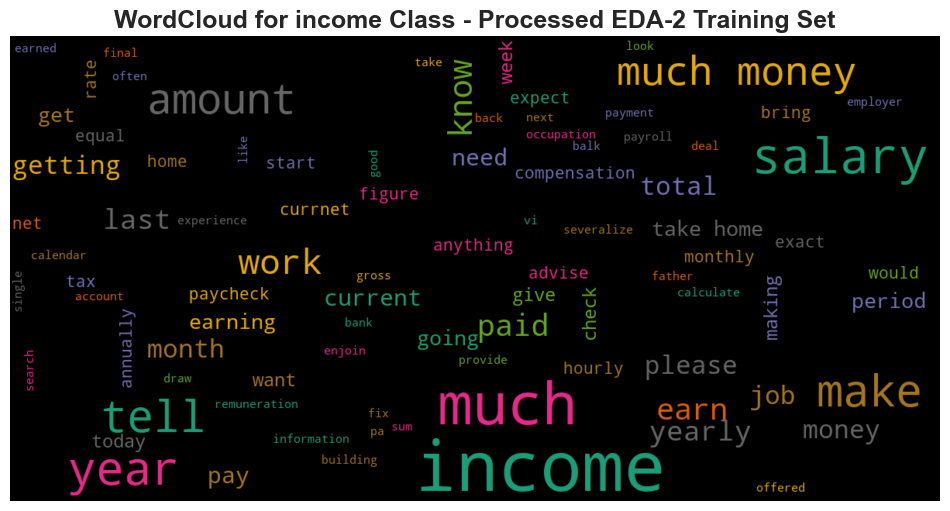 WordCloud for income Class - Processed EDA-2 Training Set
earned
final
often
rate
get
equal
getting
home
amount
like
start
take
know
week
look
much money
expect
back
next
payment
bring
employer
occupation
balk
payroll
deal
good
need
compensation
salary
total
figure
currnet
net
last
experience
vi
severalize
take home
exact
anything
monthly
calendar
work
gross
advise
father
would
single
tax
account
paycheck
current
give
calculate
period
annually
earning
bank
going
paid
check
making
month
enjoin
provide
hourly
please
search
draw
want
tell
remuneration
much
earn
job
make
fix
pa
sum
today
information
yearly
money
year
pay
building
income
offered